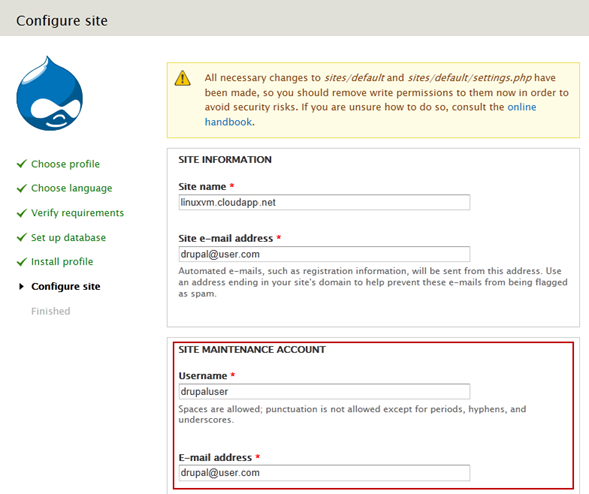 Configure site
All necessary changes to sites/default and sites/default/settings.php have
been made, so you should remove write permissions to them now in order to
avoid security risks. If you are unsure how to do so, consult the online
handbook.
Choose profile
Choose language
Verify requirements
Set up database
Install profile
Configure site
Finished
SITE INFORMATION
Site name *
linuxvm.cloudapp.net
Site e-mail address *
drupal@user.com
Automated e-mails, such as registration information, will be sent from this address. Use
an address ending in your site's domain to help prevent these e-mails from being flagged
as spam.
SITE MAINTENANCE ACCOUNT
Username *
drupaluser
Spaces are allowed; punctuation is not allowed except for periods, hyphens, and
underscores.
E-mail address *
drupal@user.com